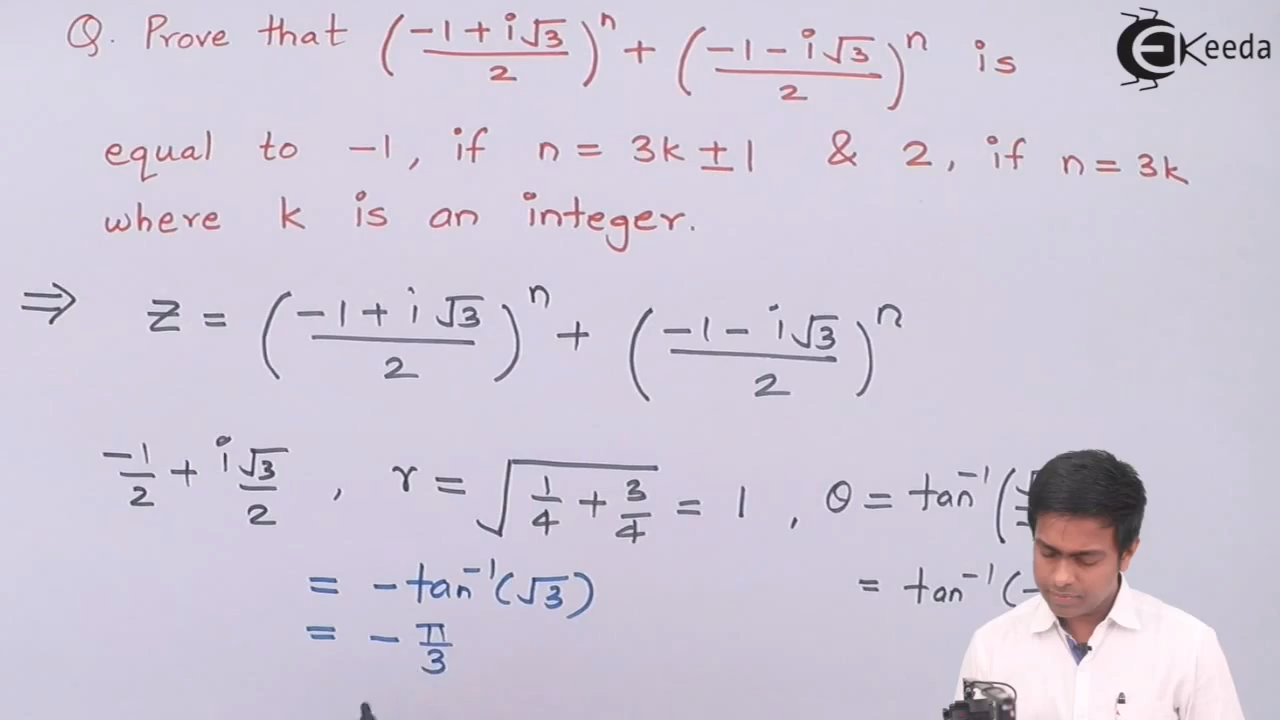 Q. Prove that ((-1 + i√3)/2)^n + ((-1 - i√3)/2)^n is
Keeda
equal to -1, if n = 3k ± 1 & 2, if n = 3k
where k is an integer.
⇒ Z = ((-1 + i√3)/2)^n + ((-1 - i√3)/2)^n
-1/2 + i√3/2 , r = √(1/4 + 3/4) = 1 , θ = tan⁻¹(
= -tan⁻¹(√3)
= tan⁻¹(-
= -π/3